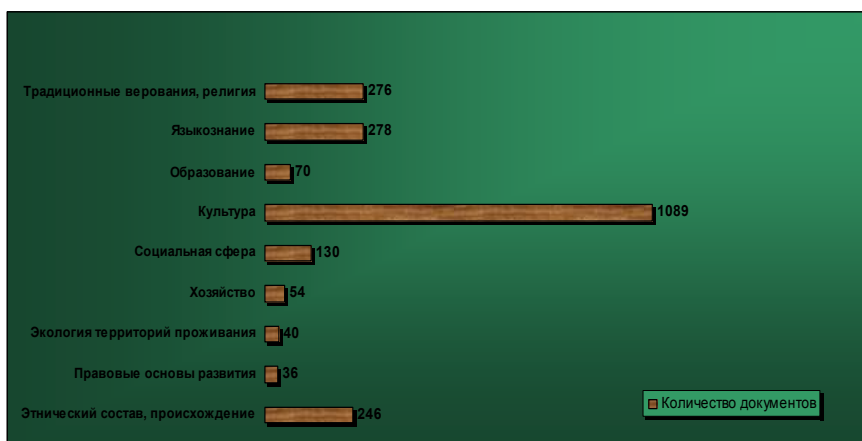 Традиционные верования, религия 276
Языкознание 278
Образование 70
Культура 1089
Социальная сфера 130
Хозяйство 54
Экология территорий проживания 40
Правовые основы развития 36
Этнический состав, происхождение 246
Количество документов